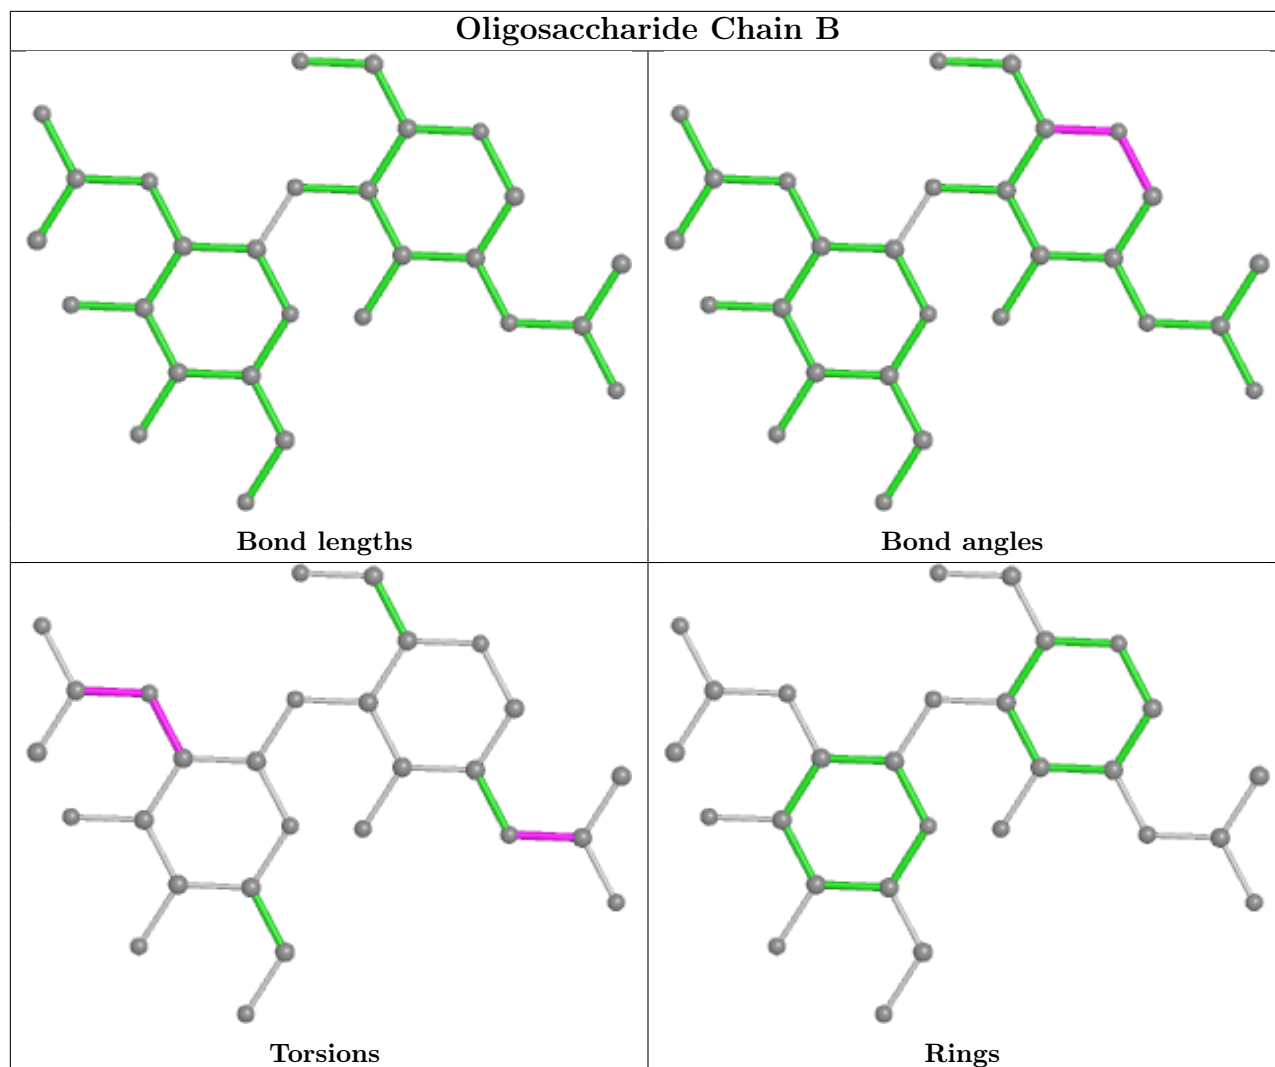 Oligosaccharide Chain B
Bond lengths
Bond angles
Torsions
Rings